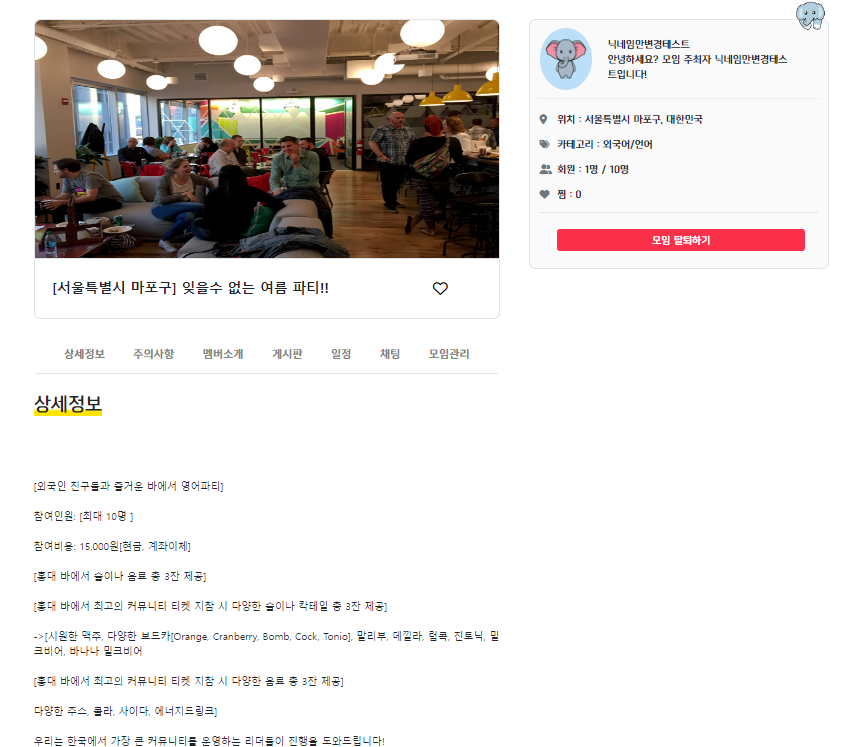 닉네임만변경테스트
안녕하세요? 모임 주최자 닉네임만변경테스
트입니다!
위치 : 서울특별시 마포구, 대한민국
카테고리 : 외국어/언어
회원 : 1명 / 10명
찜 : 0
모임 탈퇴하기
[서울특별시 마포구] 잊을수 없는 여름 파티!!
상세정보 주의사항 멤버소개 게시판 일정 채팅 모임관리
상세정보
[외국인 친구들과 즐거운 바에서 영어파티]
참여인원: [최대 10명 ]
참여비용: 15,000원[현금, 계좌이체]
[홍대 바에서 술이나 음료 총 3잔 제공]
[홍대 바에서 최고의 커뮤니티 티켓 지참 시 다양한 술이나 칵테일 총 3잔 제공]
->[시원한 맥주, 다양한 보드카[Orange, Cranberry, Bomb, Cock, Tonio], 말리부, 데낄라, 럼콕, 진토닉, 밀
크비어, 바나나 밀크비어
[홍대 바에서 최고의 커뮤니티 티켓 지참 시 다양한 음료 총 3잔 제공]
다양한 주스, 콜라, 사이다, 에너지드링크]
우리는 한국에서 가장 큰 커뮤니티를 운영하는 리더들이 진행을 도와드립니다!